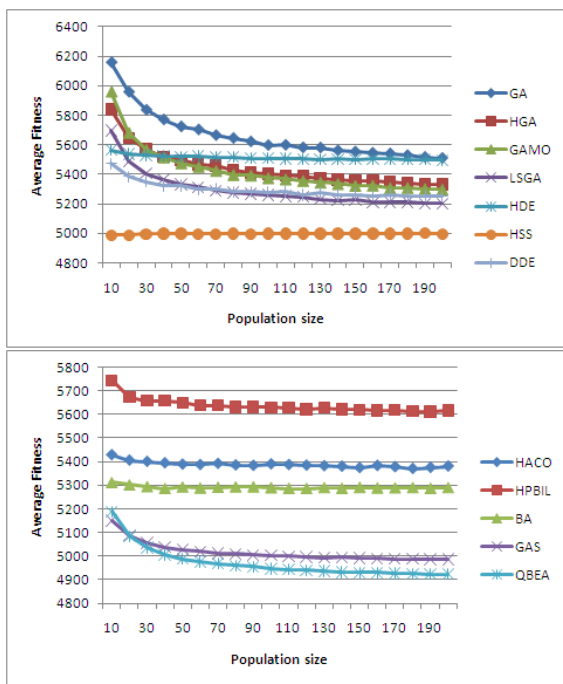 6400
6200
6000
5800
5600
5400
5200
5000
4800
Average Fitness
10 30 50 70 90 110 130 150 170 190
Population size
GA
HGA
GAMO
LSGA
HDE
HSS
DDE
5800
5700
5600
5500
5400
5300
5200
5100
5000
4900
4800
Average Fitness
10 30 50 70 90 110 130 150 170 190
Population size
HACO
HPBIL
BA
GAS
QBEA